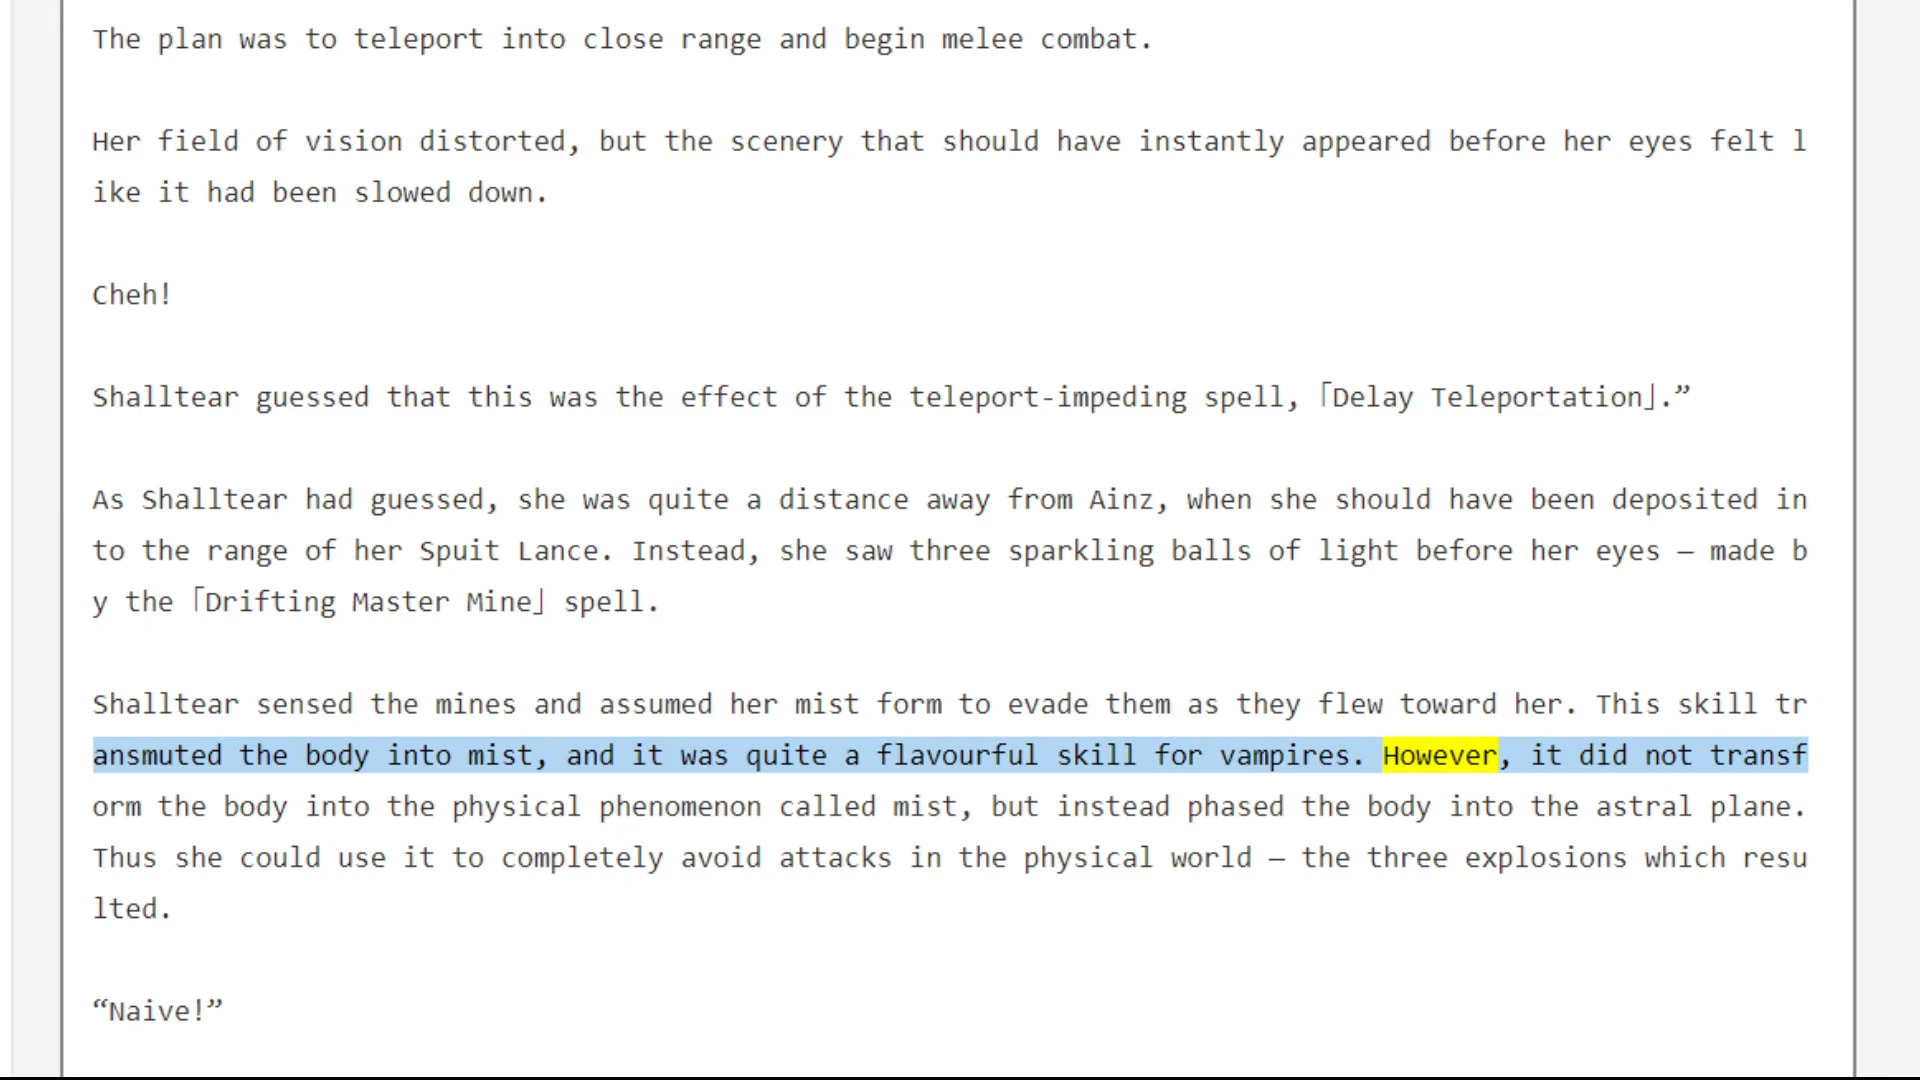 The plan was to teleport into close range and begin melee combat.
Her field of vision distorted, but the scenery that should have instantly appeared before her eyes felt l
ike it had been slowed down.
Cheh!
Shalltear guessed that this was the effect of the teleport-impeding spell, 「Delay Teleportation」.”
As Shalltear had guessed, she was quite a distance away from Ainz, when she should have been deposited in
to the range of her Spuit Lance. Instead, she saw three sparkling balls of light before her eyes – made b
y the 「Drifting Master Mine」 spell.
Shalltear sensed the mines and assumed her mist form to evade them as they flew toward her. This skill tr
ansmuted the body into mist, and it was quite a flavourful skill for vampires. However, it did not transf
orm the body into the physical phenomenon called mist, but instead phased the body into the astral plane.
Thus she could use it to completely avoid attacks in the physical world – the three explosions which resu
lted.
“Naive!”